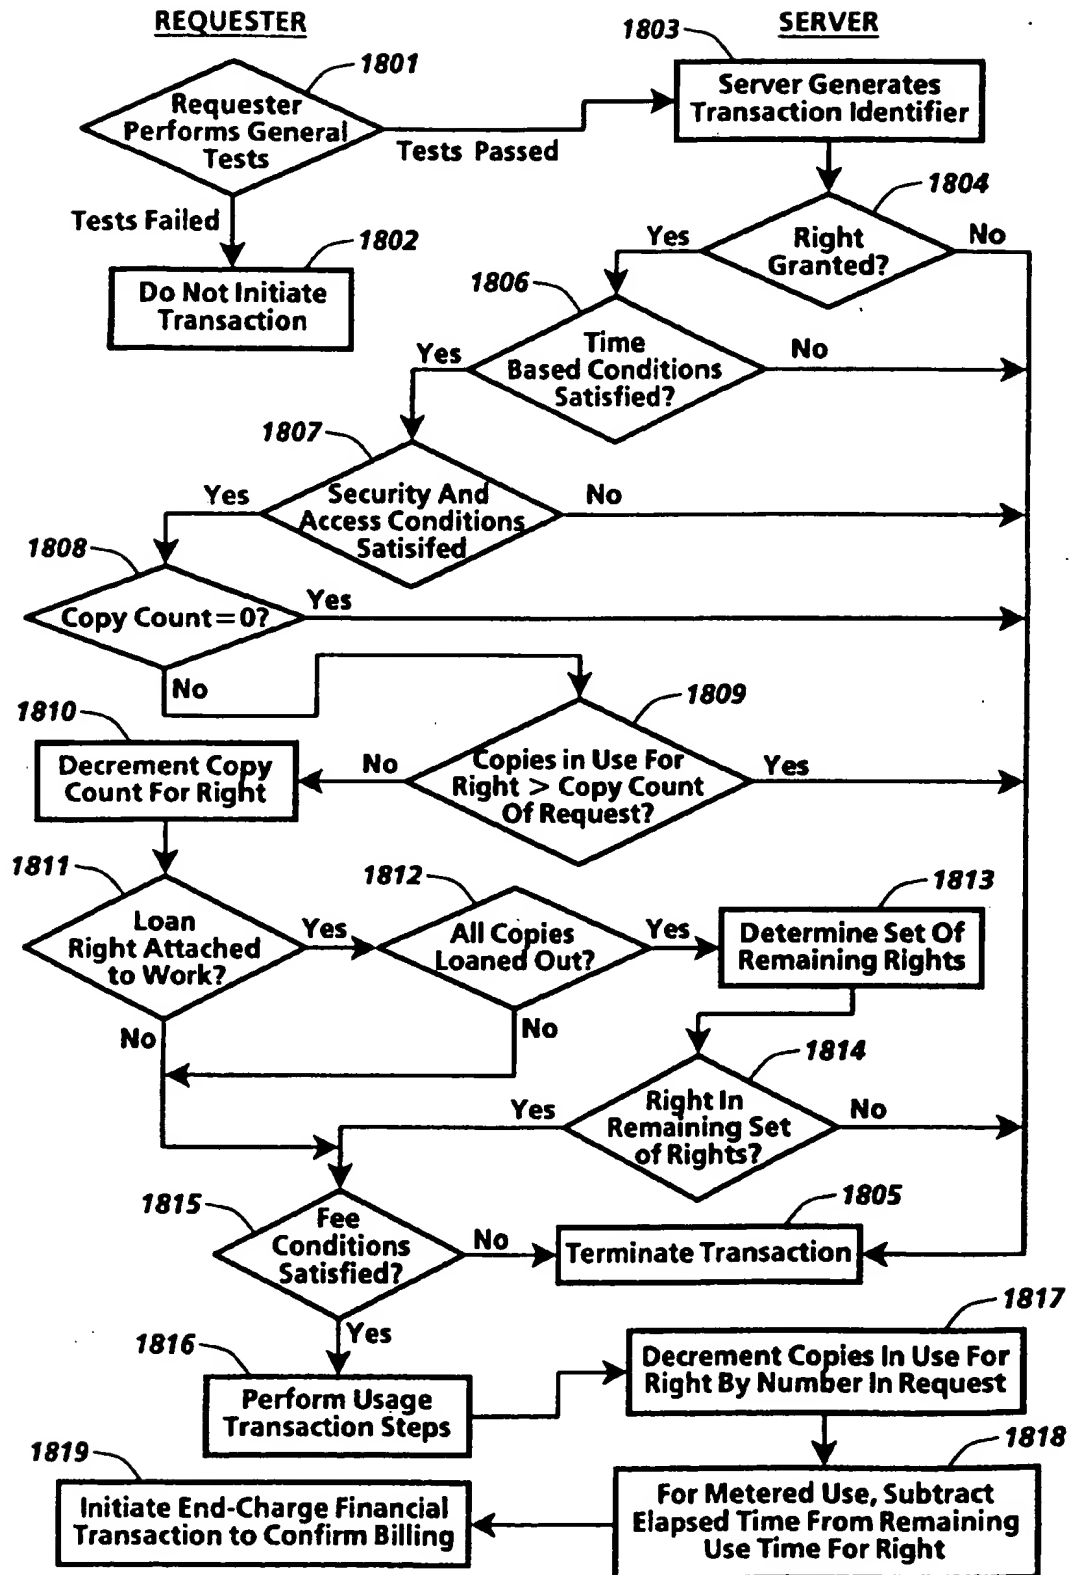 REQUESTER
SERVER
1801
1803
Requester
Performs General
Tests
Tests Passed
Server Generates
Transaction Identifier
Tests Failed
1802
Do Not Initiate
Transaction
1804
Right
Granted?
Yes
No
1806
Time
Based Conditions
Satisfied?
Yes
No
1807
Security And
Access Conditions
Satisifed
Yes
No
1808
Copy Count=0?
Yes
No
1809
Copies in Use For
Right > Copy Count
Of Request?
No
Yes
1810
Decrement Copy
Count For Right
1811
Loan
Right Attached
to Work?
Yes
No
1812
All Copies
Loaned Out?
Yes
No
1813
Determine Set Of
Remaining Rights
1814
Right In
Remaining Set
of Rights?
Yes
No
1815
Fee
Conditions
Satisfied?
No
Yes
1805
Terminate Transaction
1816
Perform Usage
Transaction Steps
1817
Decrement Copies In Use For
Right By Number In Request
1818
For Metered Use, Subtract
Elapsed Time From Remaining
Use Time For Right
1819
Initiate End-Charge Financial
Transaction to Confirm Billing